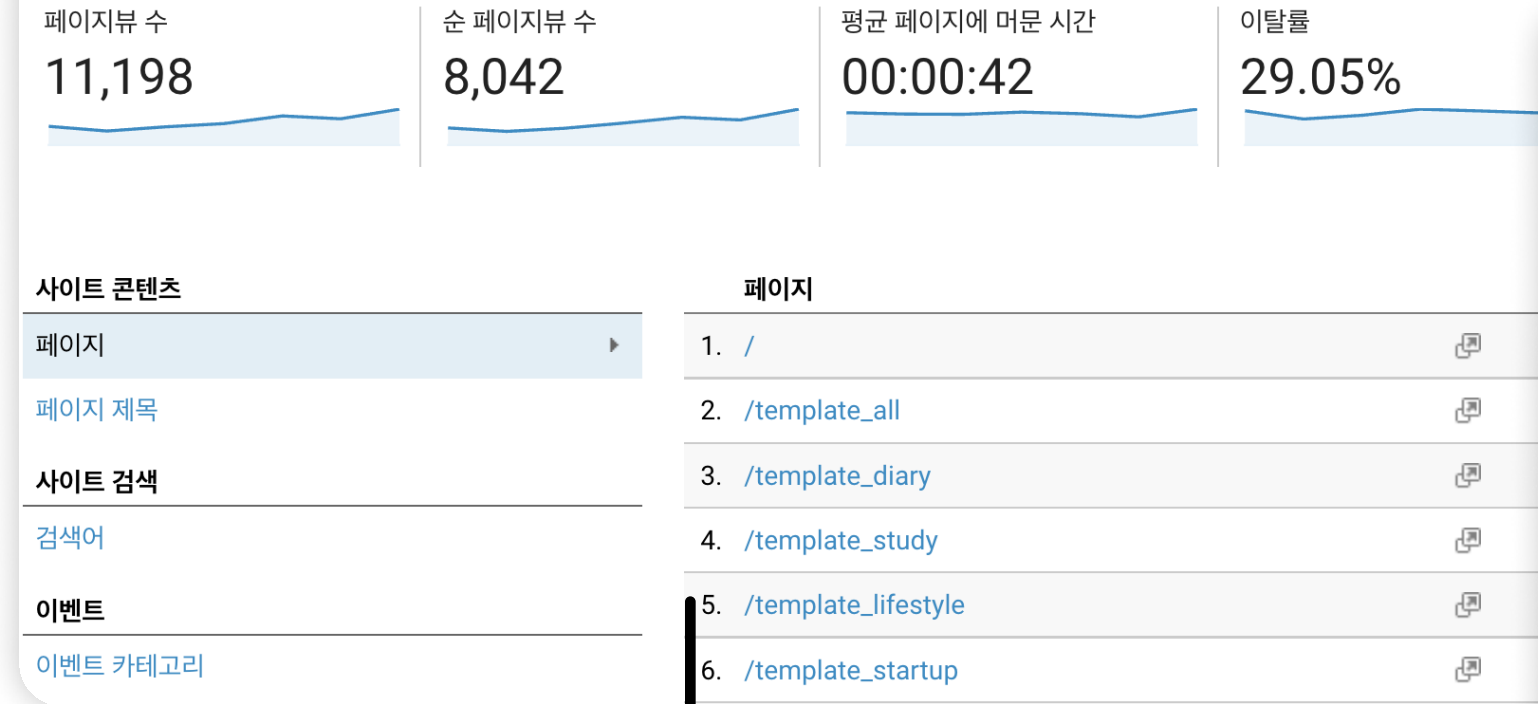 페이지뷰 수
11,198
순 페이지뷰 수
8,042
평균 페이지에 머문 시간
00:00:42
이탈률
29.05%
사이트 콘텐츠
페이지
페이지 제목
사이트 검색
검색어
이벤트
이벤트 카테고리
페이지
1. /
2. /template_all
3. /template_diary
4. /template_study
5. /template_lifestyle
6. /template_startup